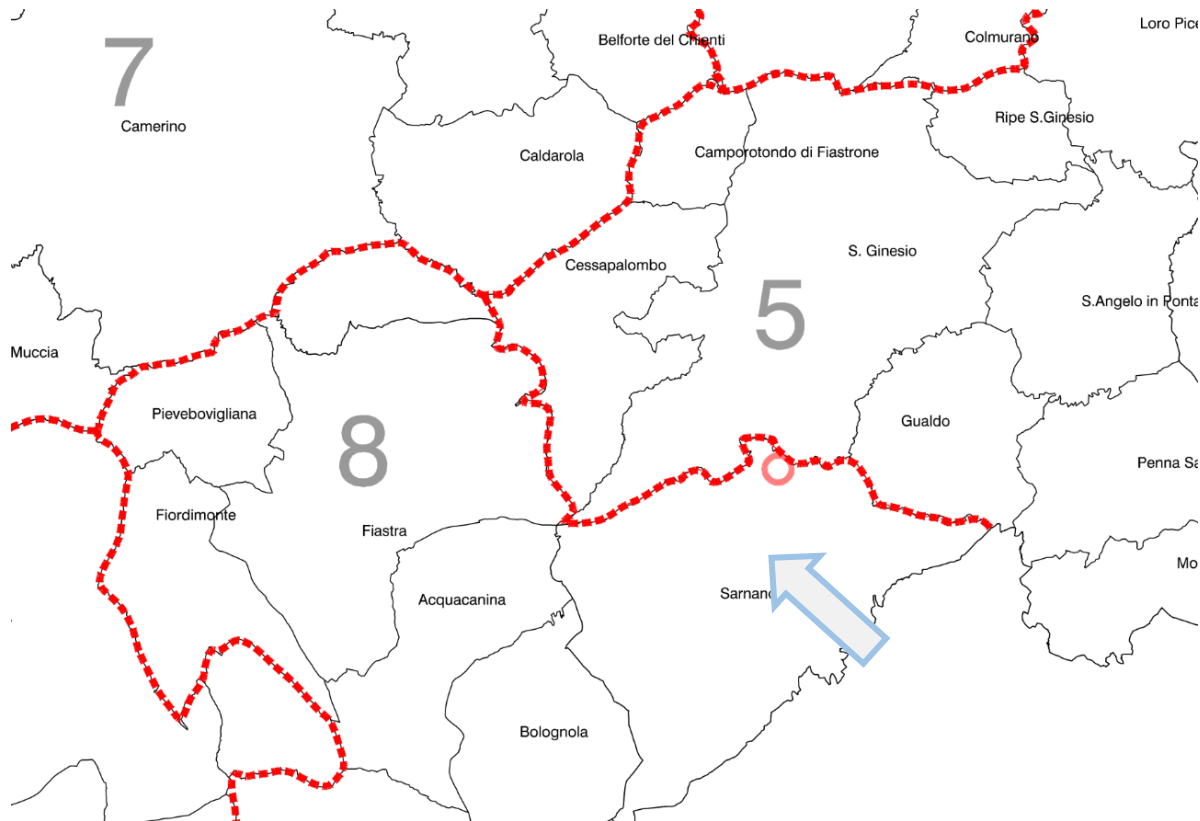 7
Camerino
Belforte del Chienti
Colmurano
Loro Pice
Caldarola
Camporotondo di Fiastrone
Ripe S.Ginesio
Cessapalombo
S. Ginesio
5
S.Angelo in Ponta
Muccia
Pievebovigliana
8
Gualdo
Penna Sa
Fiordimonte
Fiastra
Acquacanina
Sarnano
Mo
Bolognola